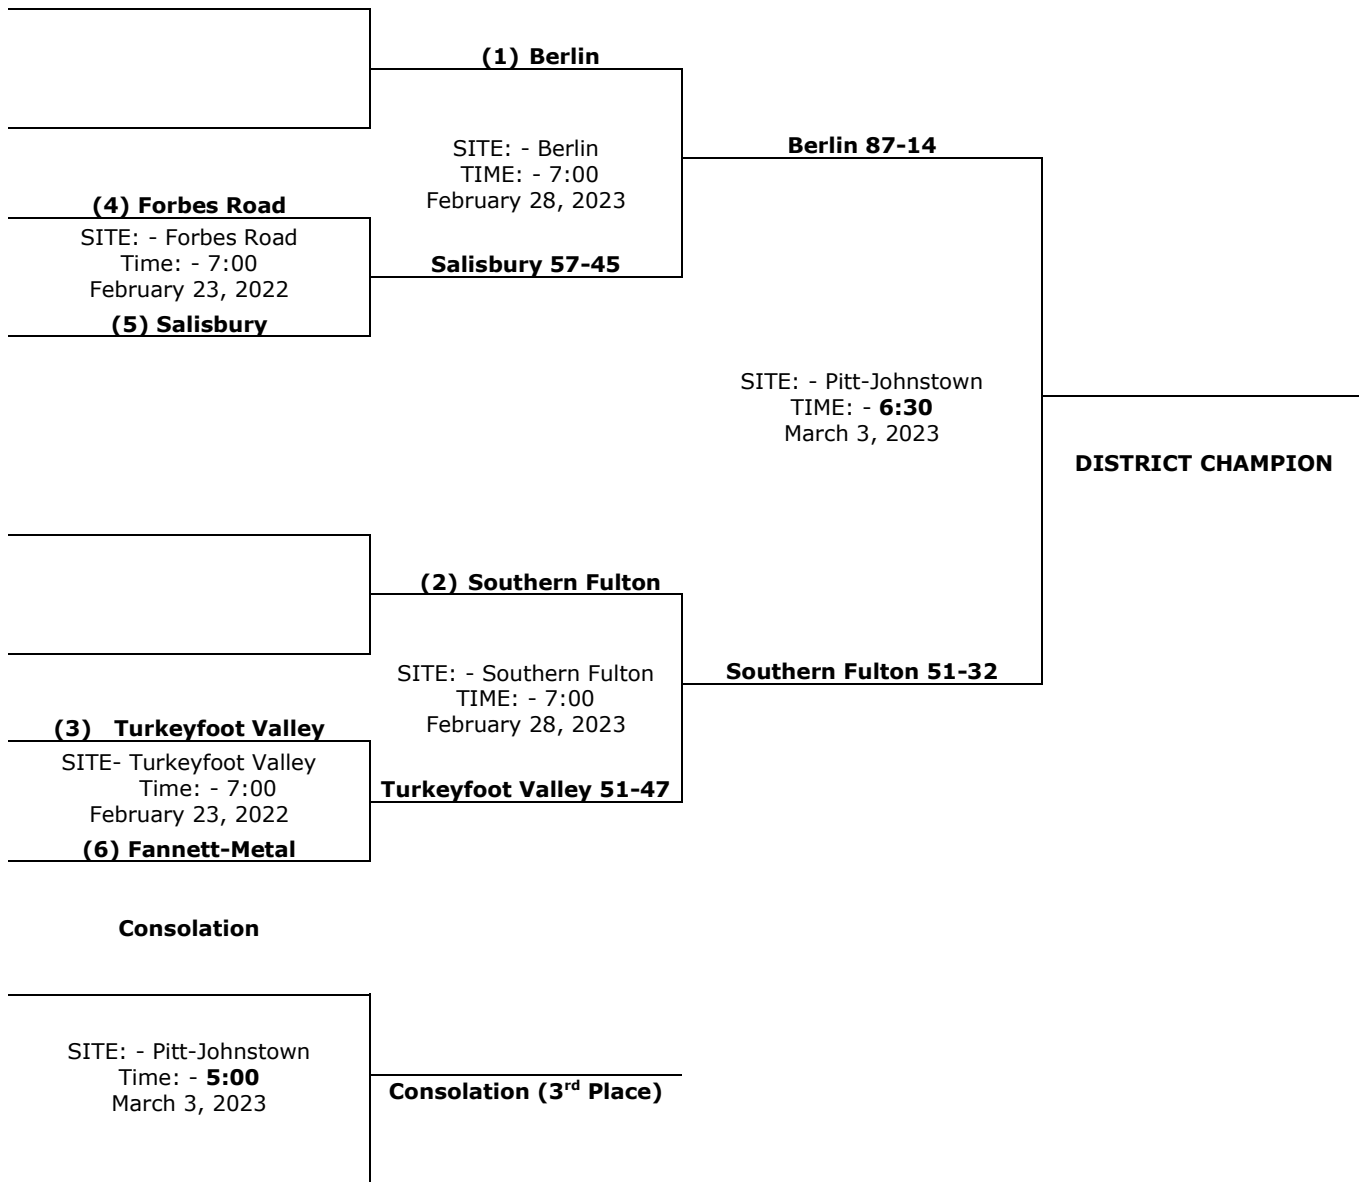 (1) Berlin
SITE: - Berlin
TIME: - 7:00
February 28, 2023
Berlin 87-14
(4) Forbes Road
SITE: - Forbes Road
Time: - 7:00
February 23, 2022
(5) Salisbury
Salisbury 57-45
SITE: - Pitt-Johnstown
TIME: - 6:30
March 3, 2023
DISTRICT CHAMPION
(2) Southern Fulton
SITE: - Southern Fulton
TIME: - 7:00
February 28, 2023
Southern Fulton 51-32
(3) Turkeyfoot Valley
SITE- Turkeyfoot Valley
Time: - 7:00
February 23, 2022
(6) Fannett-Metal
Turkeyfoot Valley 51-47
Consolation
SITE: - Pitt-Johnstown
Time: - 5:00
March 3, 2023
Consolation (3rd Place)